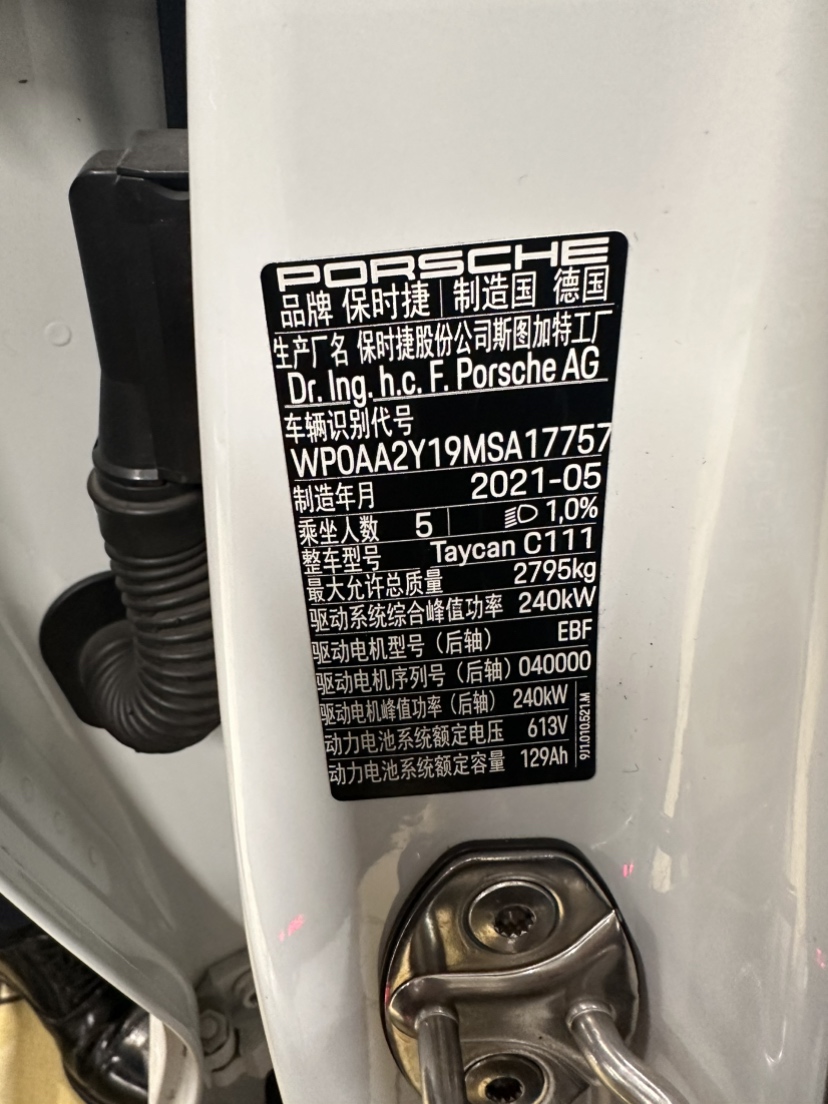 PORSCHE
品牌 保时捷 制造国 德国
生产厂名 保时捷股份公司斯图加特工厂
Dr. Ing. h.c. F. Porsche AG
车辆识别代号
WP0AA2Y19MSA17757
制造年月 2021-05
乘坐人数 5 1,0%
整车型号 Taycan C111
最大允许总质量 2795kg
驱动系统综合峰值功率 240kW
驱动电机型号（后轴） EBF
驱动电机序列号（后轴） 040000
驱动电机峰值功率（后轴） 240kW
动力电池系统额定电压 613V
动力电池系统额定容量 129Ah
9J1.010.521.M